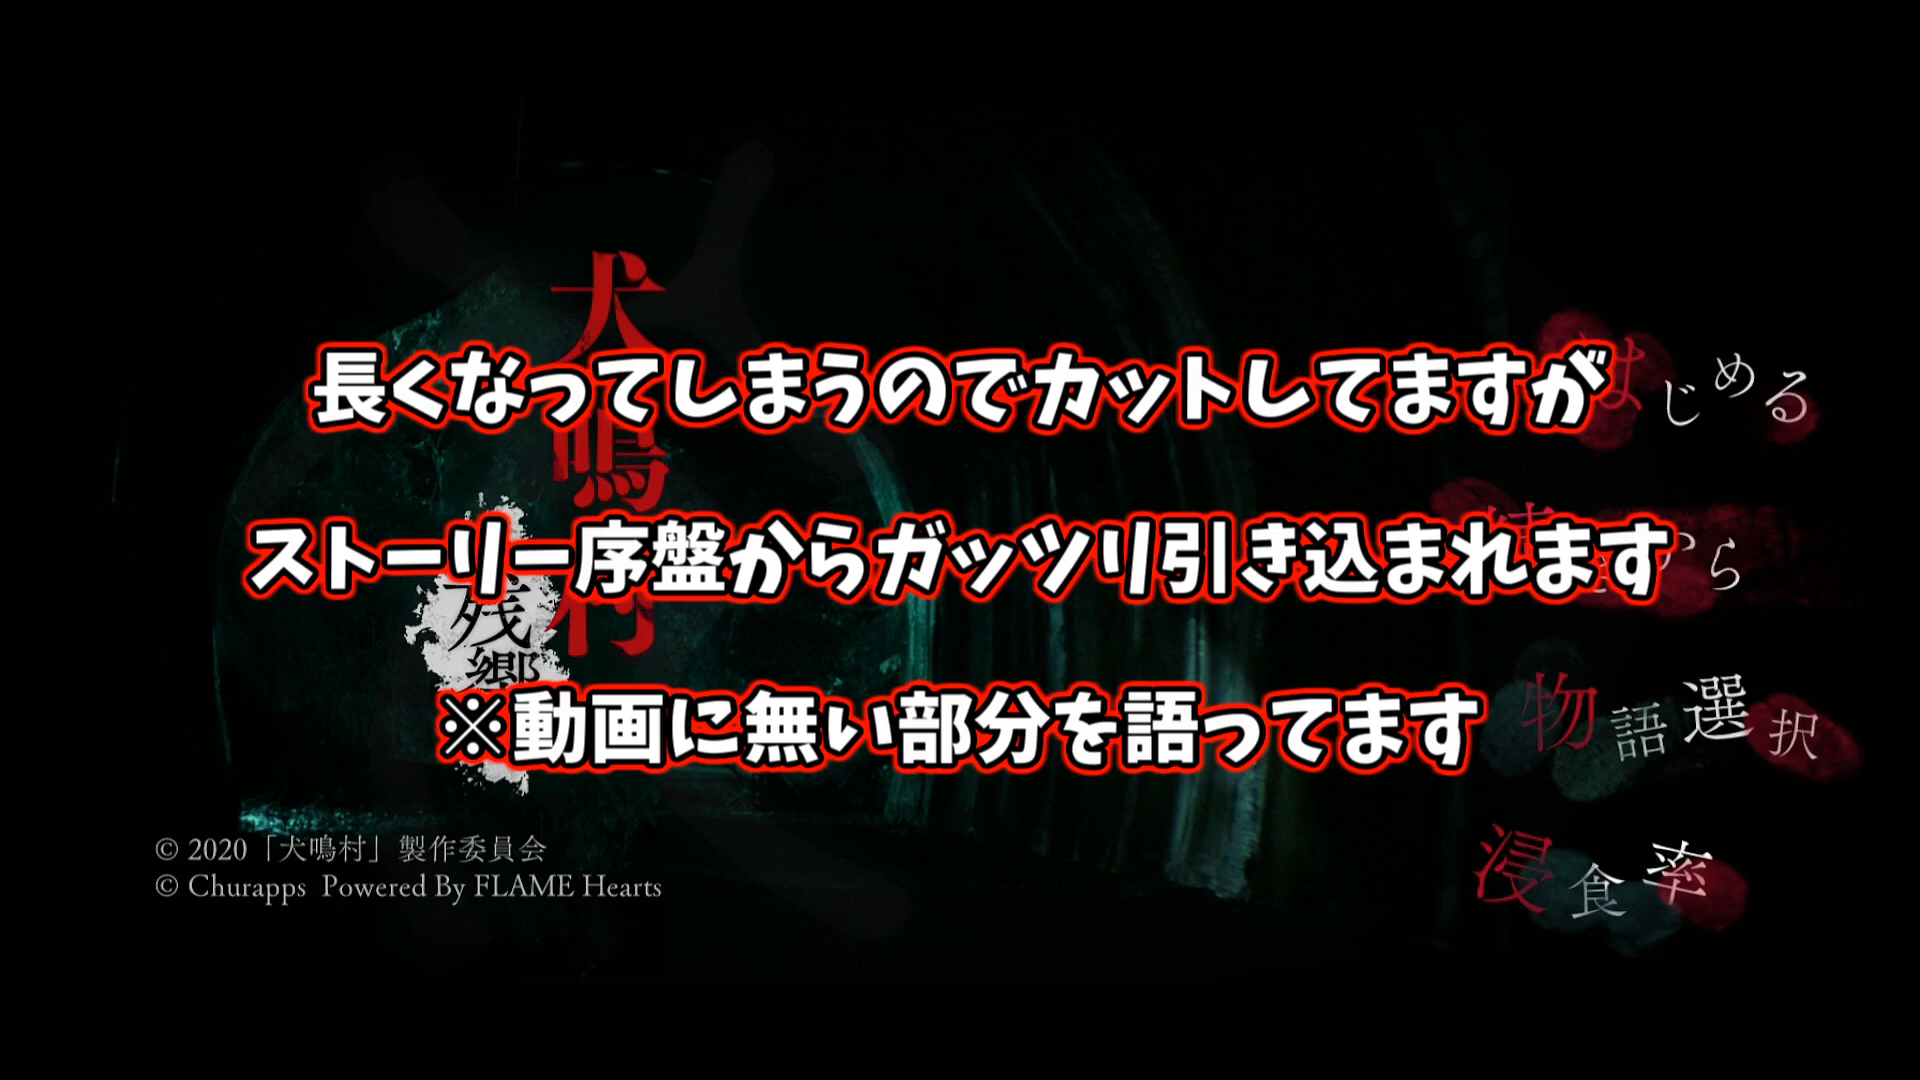 長くなってしまうのでカットしてますが
ストーリー序盤からガッツリ引き込まれます
※動画に無い部分を語ってます
犬鳴村
残響
はじめる
続きから
物語選択
浸食率
© 2020「犬鳴村」製作委員会
© Churapps Powered By FLAME Hearts